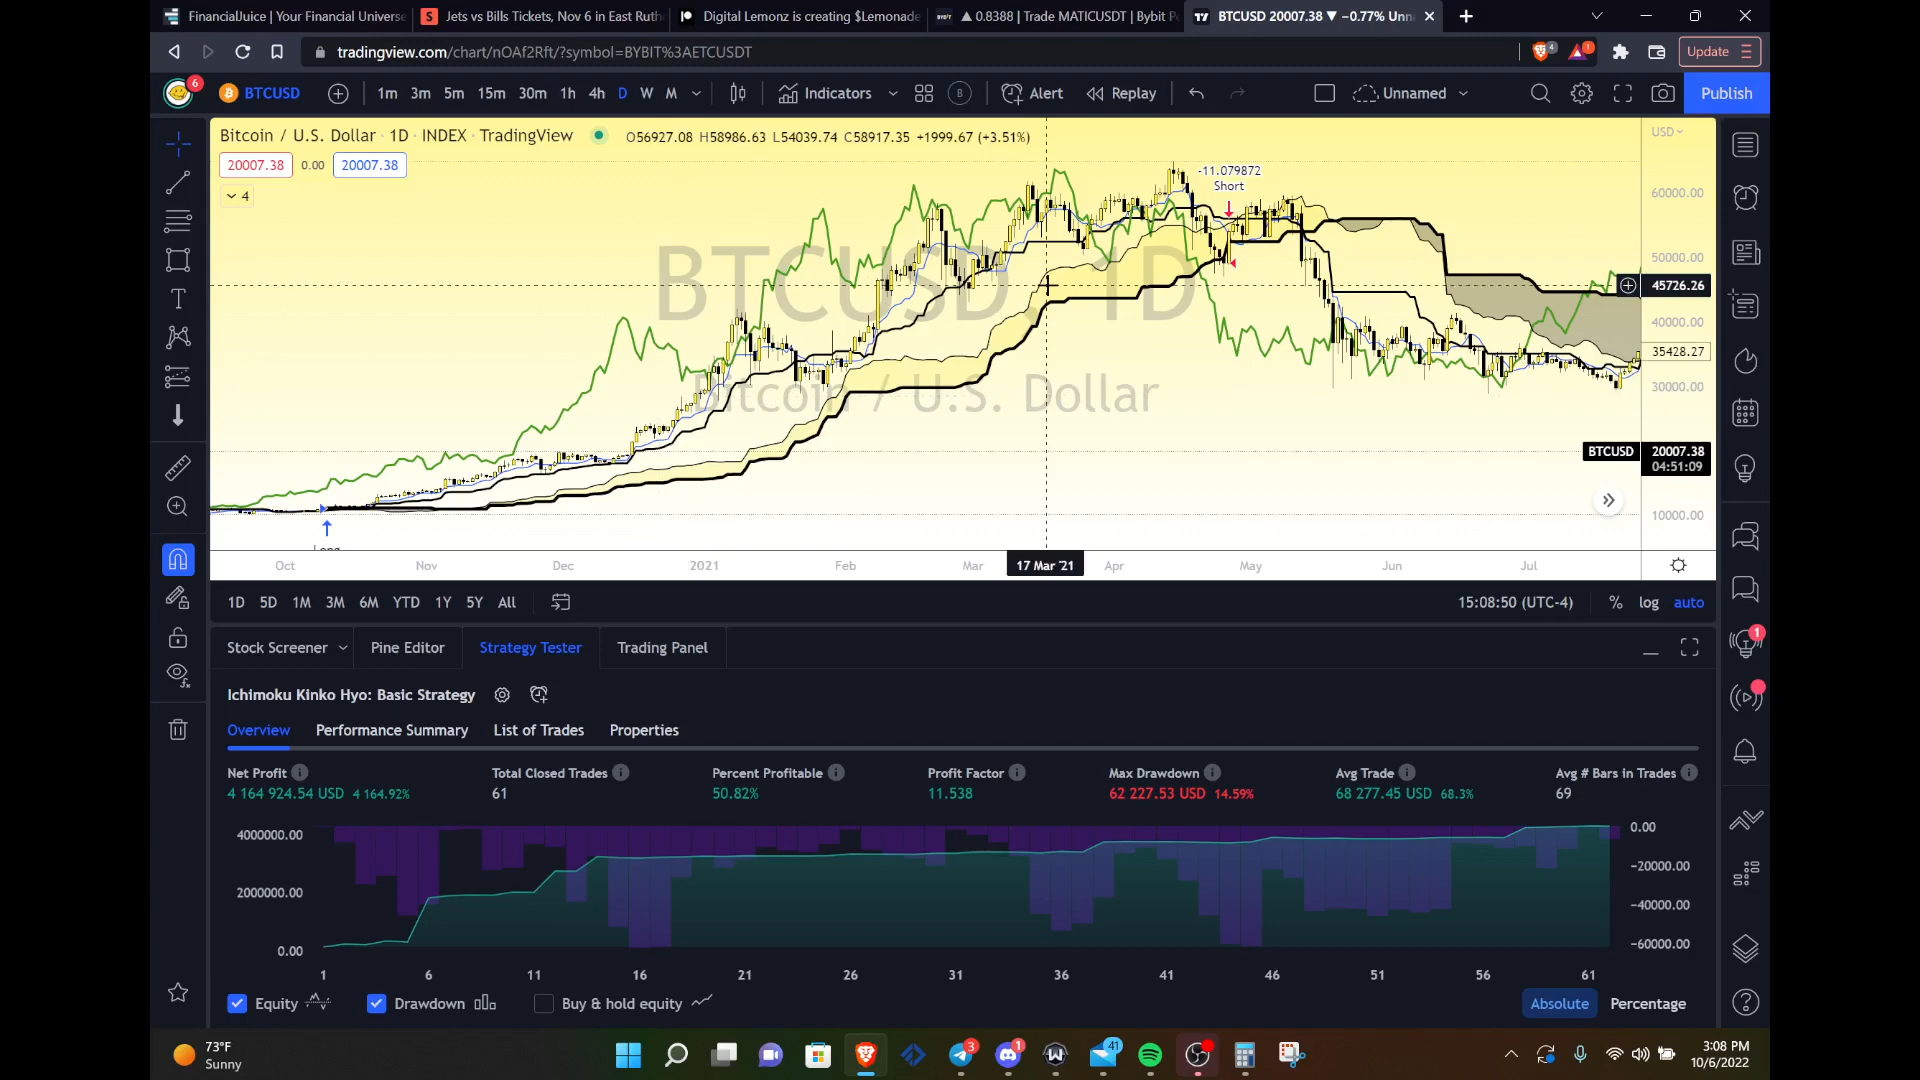 FinancialJuice | Your Financial Universe
Jets vs Bills Tickets, Nov 6 in East Ruth
Digital Lemonz is creating $Lemonade
▲ 0.8388 | Trade MATICUSDT | Bybit P
BTCUSD 20007.38 ▼ −0.77% Unna
tradingview.com/chart/nOAf2Rft/?symbol=BYBIT%3AETCUSDT
4
1
Update
6
BTCUSD
1m 3m 5m 15m 30m 1h 4h D W M
Indicators
B
Alert
Replay
Unnamed
Publish
Bitcoin / U.S. Dollar · 1D · INDEX · TradingView
O56927.08 H58986.63 L54039.74 C58917.35 +1999.67 (+3.51%)
USD
20007.38 0.00 20007.38
4
-11.079872
Short
BTCUSD, 1D
Bitcoin / U.S. Dollar
60000.00
50000.00
45726.26
40000.00
35428.27
30000.00
BTCUSD 20007.38
04:51:09
10000.00
Long
Oct Nov Dec 2021 Feb Mar 17 Mar '21 Apr May Jun Jul
1D 5D 1M 3M 6M YTD 1Y 5Y All
15:08:50 (UTC-4) % log auto
Stock Screener Pine Editor Strategy Tester Trading Panel
1
Ichimoku Kinko Hyo: Basic Strategy
Overview Performance Summary List of Trades Properties
Net Profit Total Closed Trades Percent Profitable Profit Factor Max Drawdown Avg Trade Avg # Bars in Trades
4 164 924.54 USD 4 164.92% 61 50.82% 11.538 62 227.53 USD 14.59% 68 277.45 USD 68.3% 69
4000000.00
2000000.00
0.00
0.00
−20000.00
−40000.00
−60000.00
1 6 11 16 21 26 31 36 41 46 51 56 61
Equity Drawdown Buy & hold equity
Absolute Percentage
73°F
Sunny
3
1
41
3:08 PM
10/6/2022